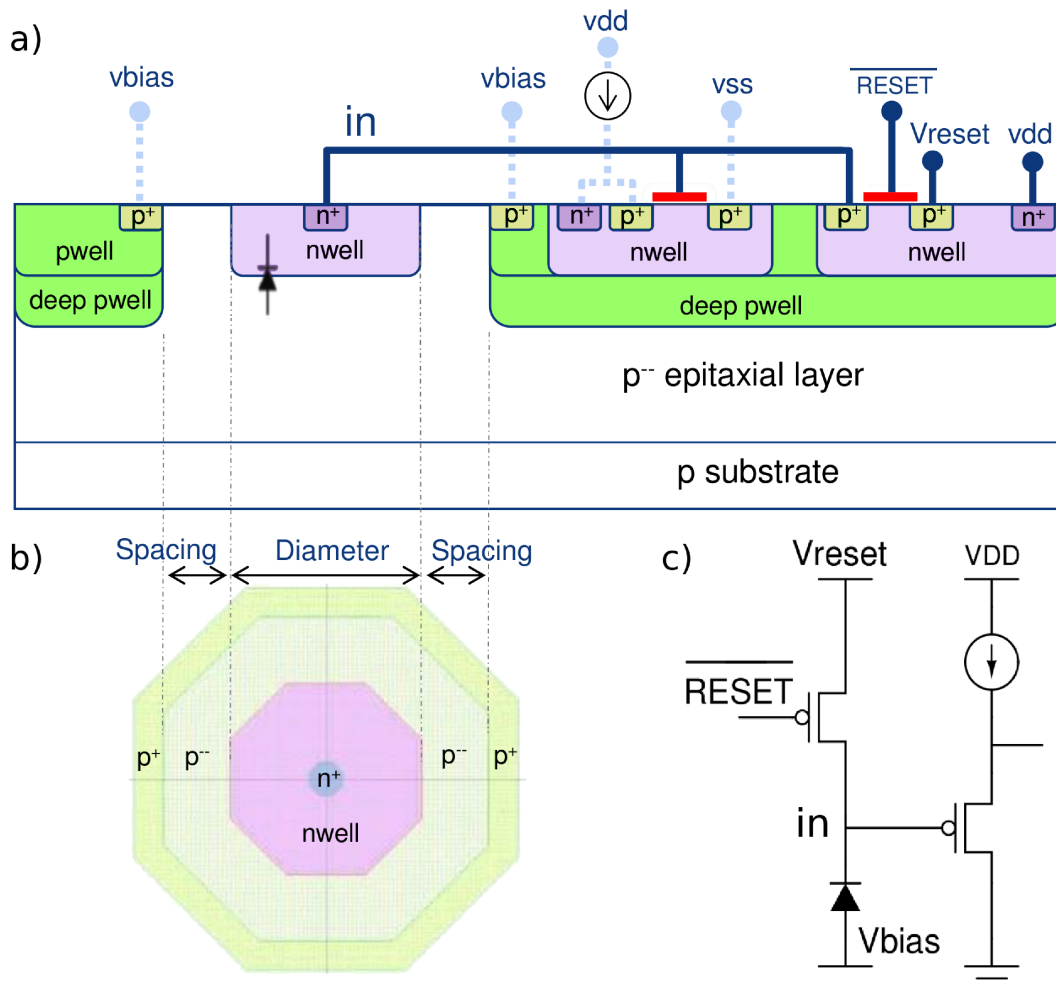 a)
vdd
vbias
vbias
vss
RESET
in
Vreset
vdd
p⁺
n⁺
p⁺
n⁺
p⁺
p⁺
p⁺
p⁺
n⁺
pwell
nwell
nwell
nwell
deep pwell
deep pwell
p⁻⁻ epitaxial layer
p substrate
b)
Spacing
Diameter
Spacing
p⁺
p⁻⁻
n⁺
p⁻⁻
p⁺
nwell
c)
Vreset
VDD
RESET
in
Vbias